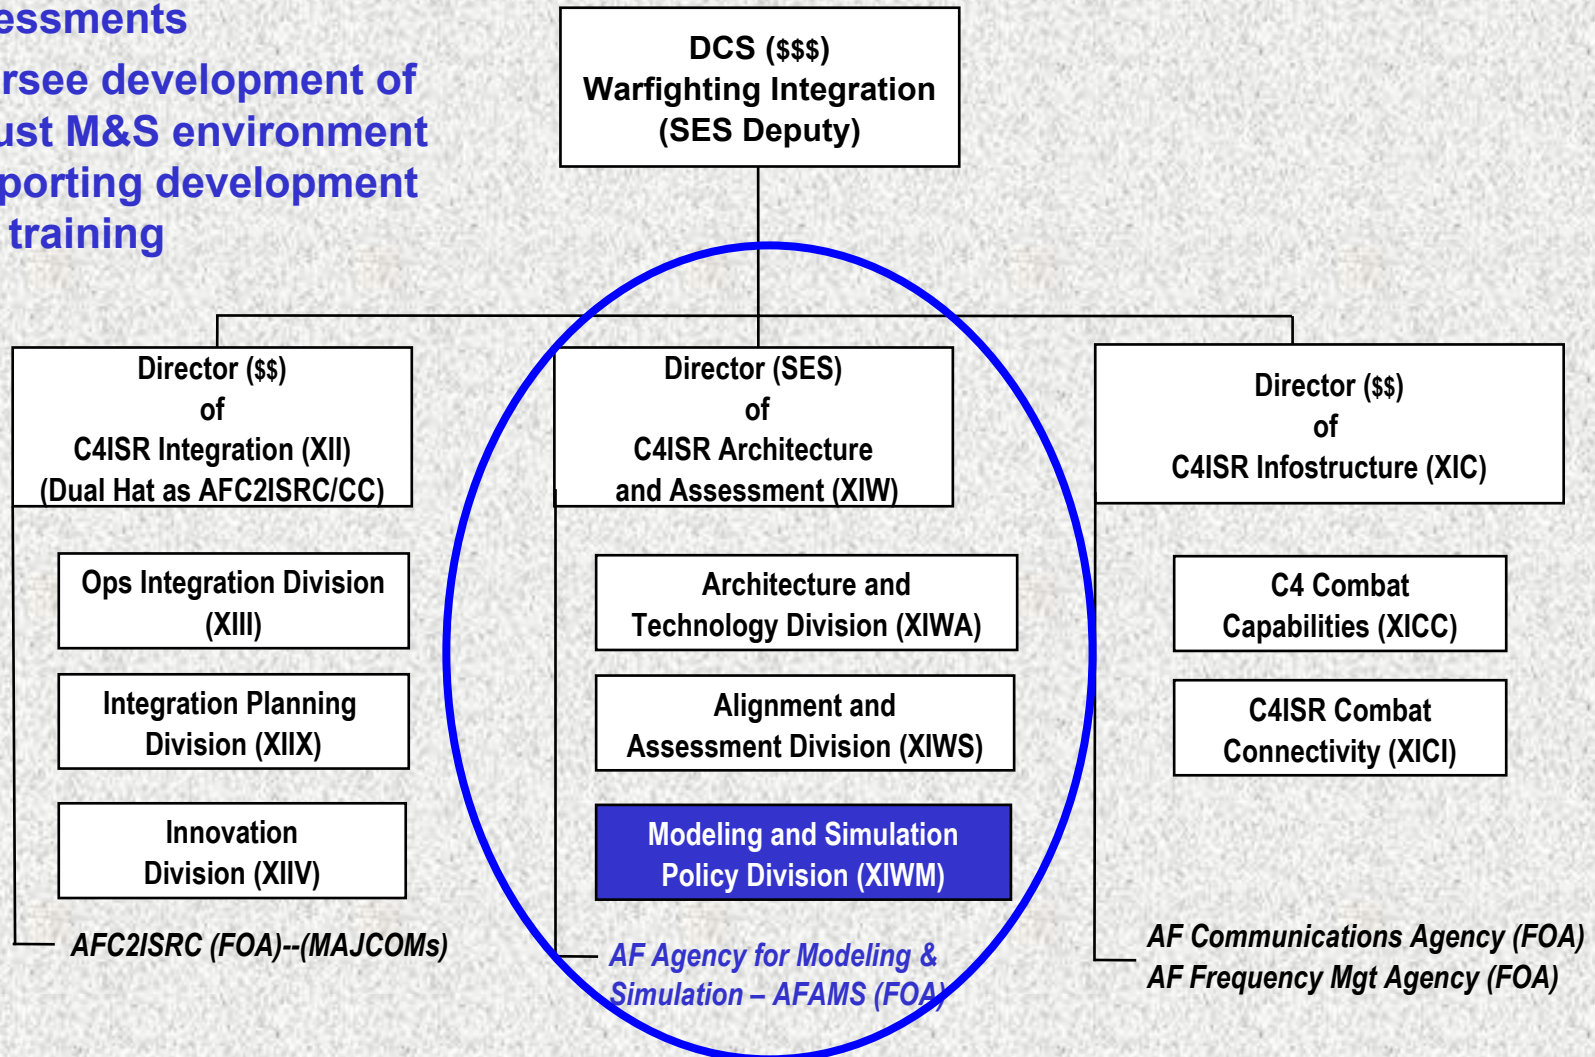 essments
rsee development of
ust M&S environment
porting development
training
DCS ($$$)
Warfighting Integration
(SES Deputy)
Director ($$)
of
C4ISR Integration (XII)
(Dual Hat as AFC2ISRC/CC)
Ops Integration Division
(XIII)
Integration Planning
Division (XIIX)
Innovation
Division (XIIV)
AFC2ISRC (FOA)--(MAJCOMs)
Director (SES)
of
C4ISR Architecture
and Assessment (XIW)
Architecture and
Technology Division (XIWA)
Alignment and
Assessment Division (XIWS)
Modeling and Simulation
Policy Division (XIWM)
AF Agency for Modeling &
Simulation – AFAMS (FOA)
Director ($$)
of
C4ISR Infostructure (XIC)
C4 Combat
Capabilities (XICC)
C4ISR Combat
Connectivity (XICI)
AF Communications Agency (FOA)
AF Frequency Mgt Agency (FOA)